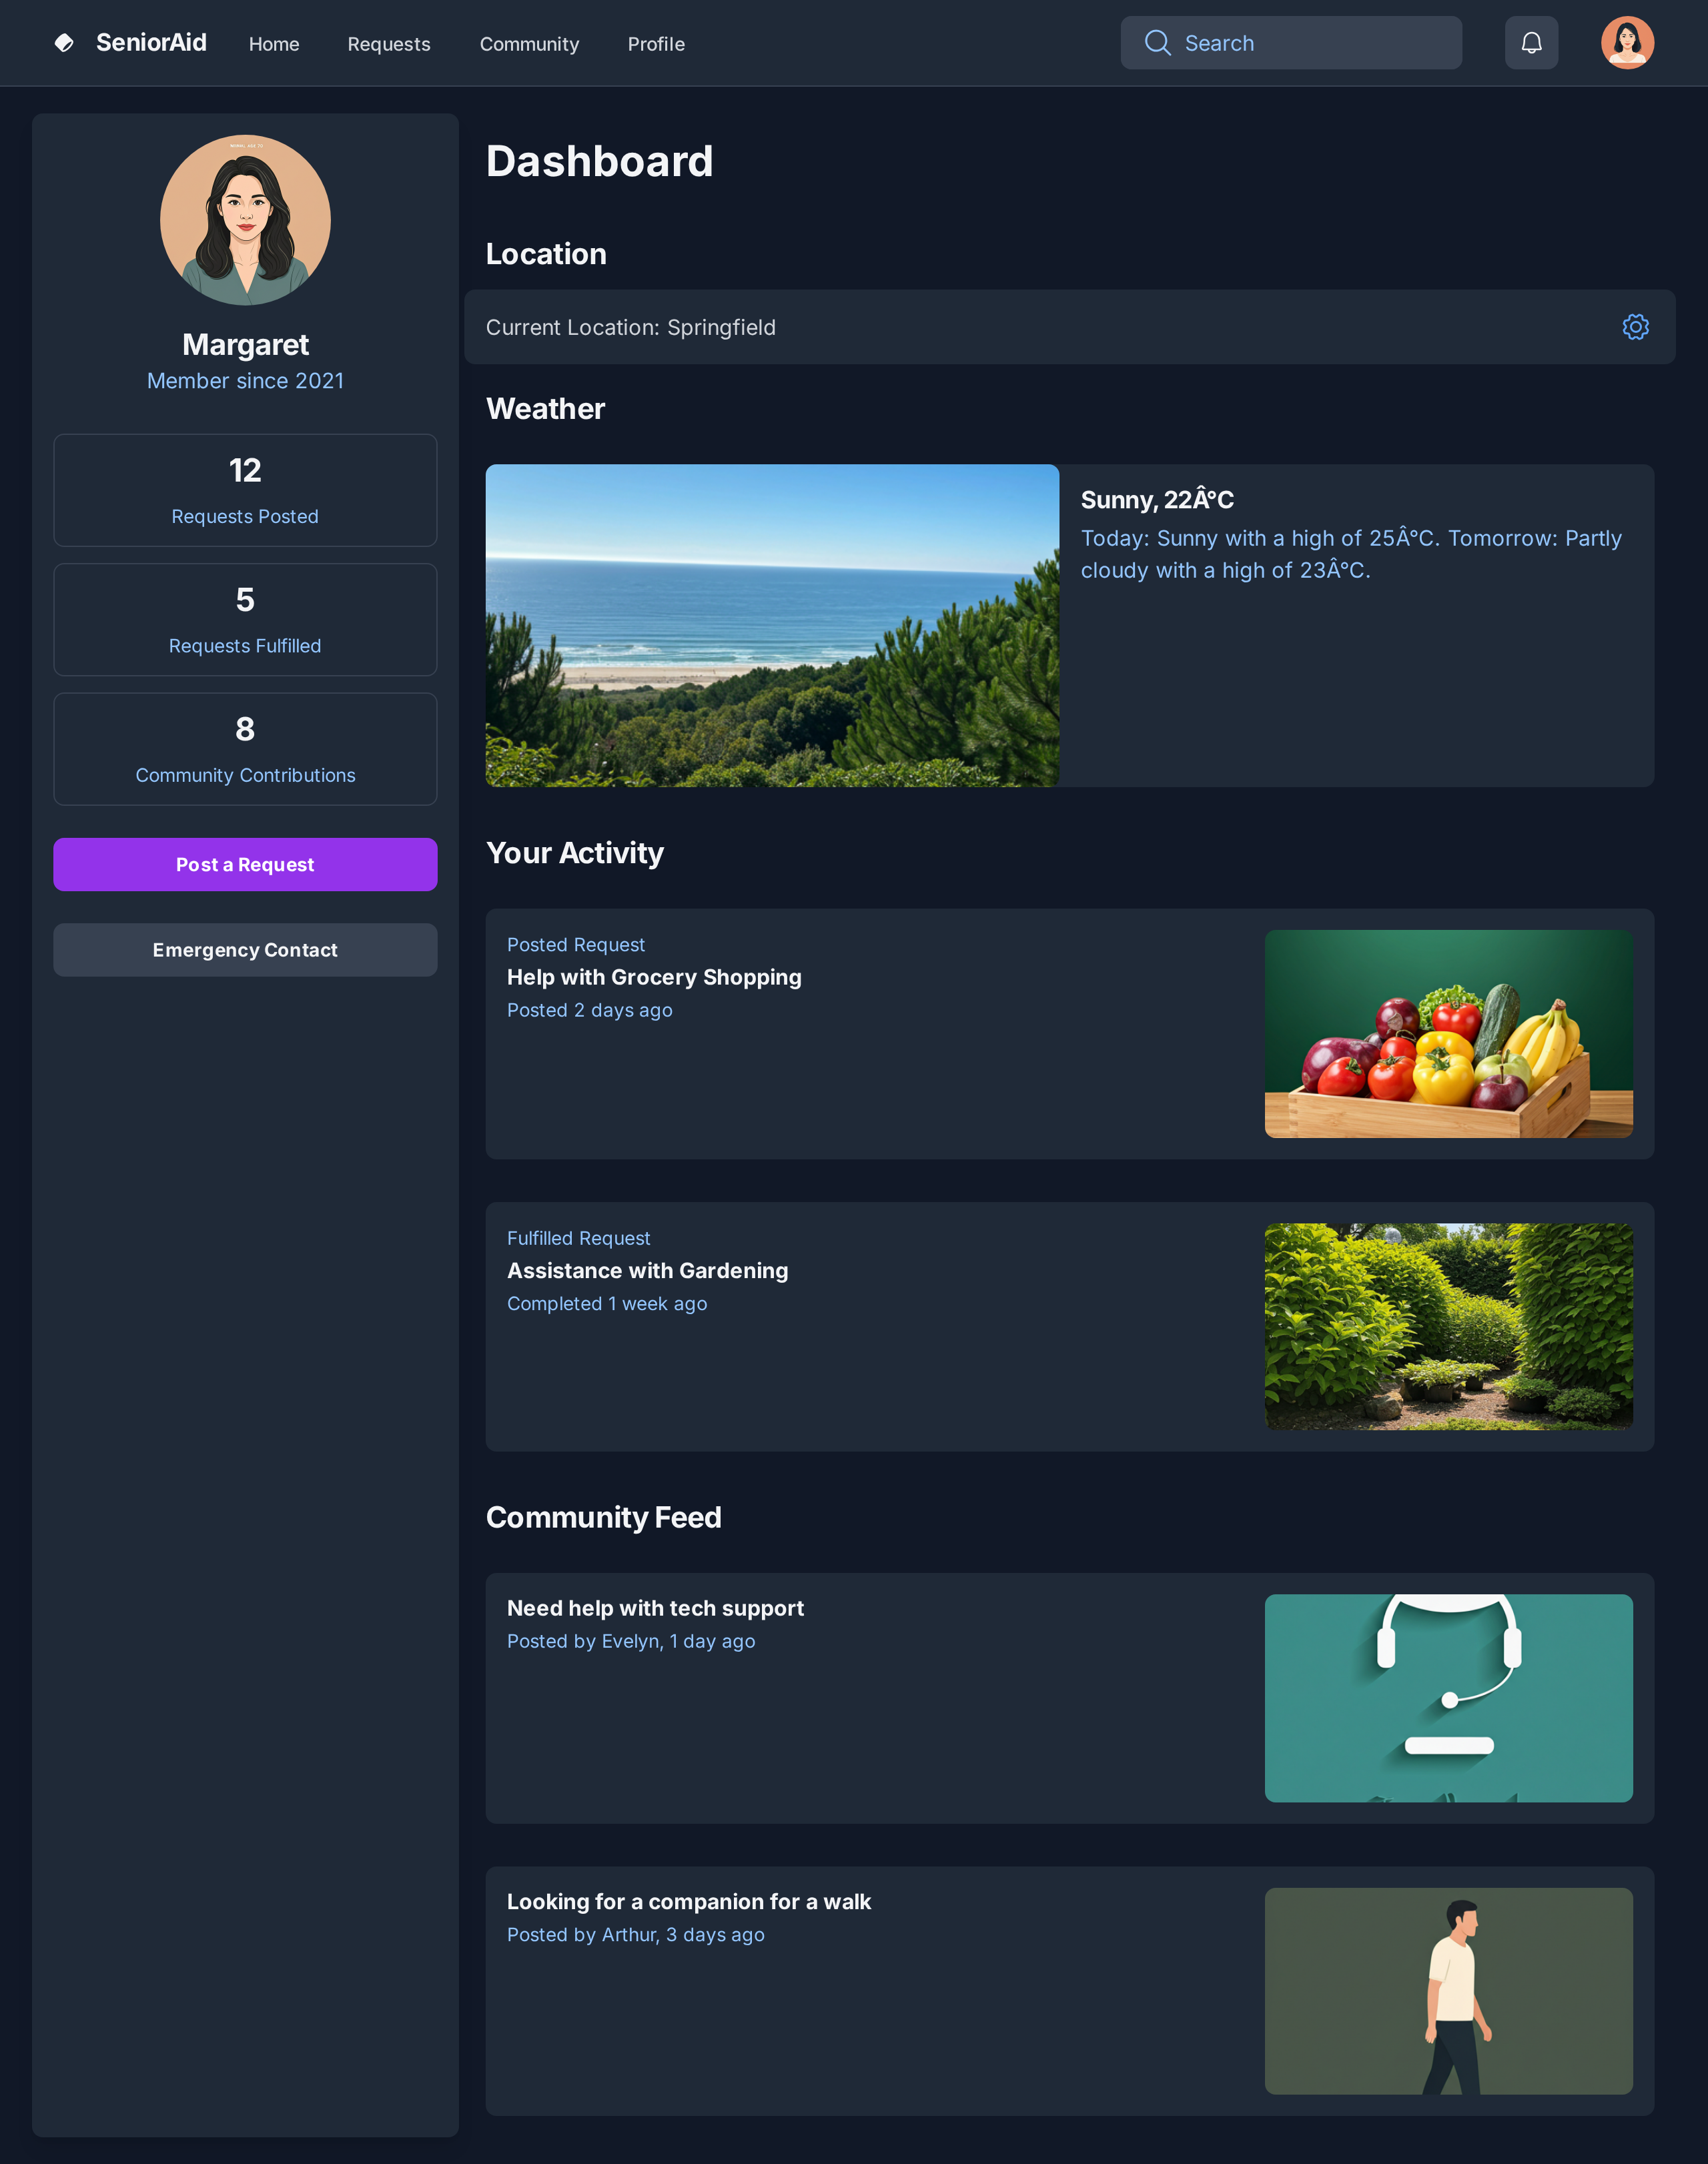 SeniorAid
Home
Requests
Community
Profile
Search
Margaret
Member since 2021
12
Requests Posted
5
Requests Fulfilled
8
Community Contributions
Post a Request
Emergency Contact
Dashboard
Location
Current Location: Springfield
Weather
Sunny, 22Â°C
Today: Sunny with a high of 25Â°C. Tomorrow: Partly
cloudy with a high of 23Â°C.
Your Activity
Posted Request
Help with Grocery Shopping
Posted 2 days ago
Fulfilled Request
Assistance with Gardening
Completed 1 week ago
Community Feed
Need help with tech support
Posted by Evelyn, 1 day ago
Looking for a companion for a walk
Posted by Arthur, 3 days ago